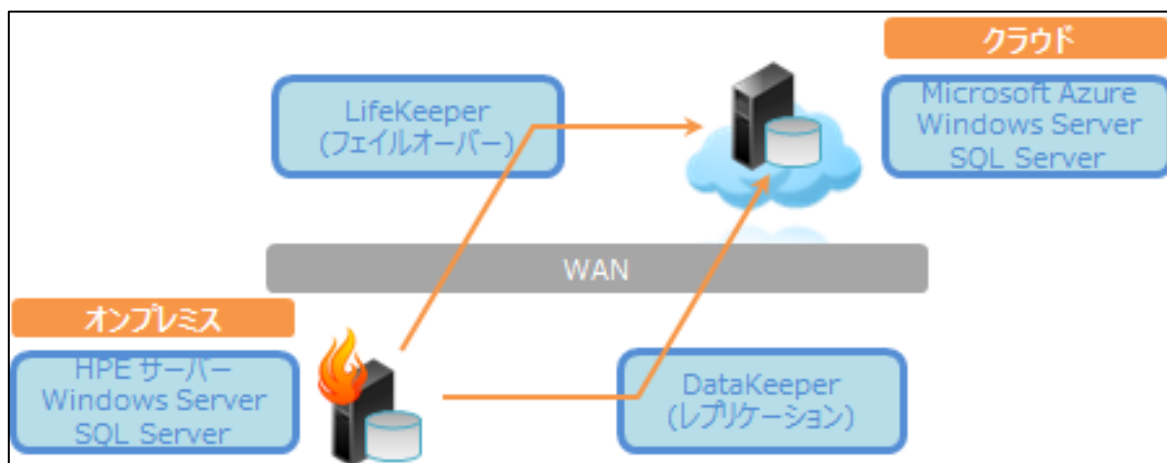 クラウド
LifeKeeper
(フェイルオーバー)
Microsoft Azure
Windows Server
SQL Server
WAN
オンプレミス
HPE サーバー
Windows Server
SQL Server
DataKeeper
(レプリケーション)